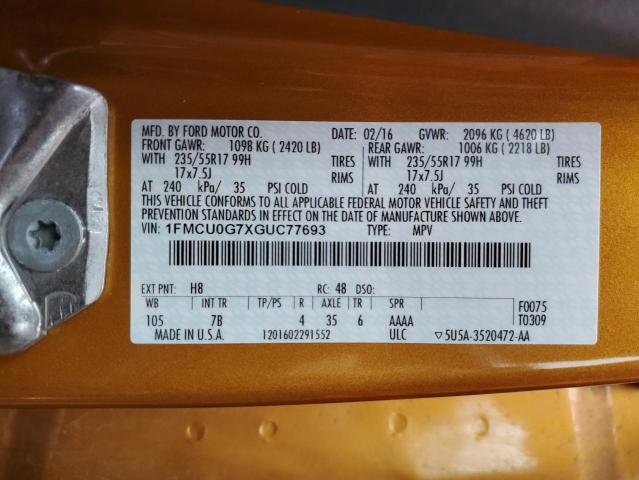 MFD. BY FORD MOTOR CO. DATE: 02/16 GVWR: 2096 KG ( 4620 LB)
FRONT GAWR: 1098 KG ( 2420 LB) REAR GAWR: 1006 KG ( 2218 LB)
WITH 235/55R17 99H TIRES WITH 235/55R17 99H TIRES
17x7.5J RIMS 17x7.5J RIMS
AT 240 kPa/ 35 PSI COLD AT 240 kPa/ 35 PSI COLD
THIS VEHICLE CONFORMS TO ALL APPLICABLE FEDERAL MOTOR VEHICLE SAFETY AND THEFT
PREVENTION STANDARDS IN EFFECT ON THE DATE OF MANUFACTURE SHOWN ABOVE.
VIN: 1FMCU0G7XGUC77693 TYPE: MPV
EXT PNT: H8 RC: 48 DSO:
WB INT TR TP/PS R AXLE TR SPR F0075
105 7B 4 35 6 AAAA T0309
MADE IN U.S.A. 1201602291552 ULC ▽5U5A-3520472-AA